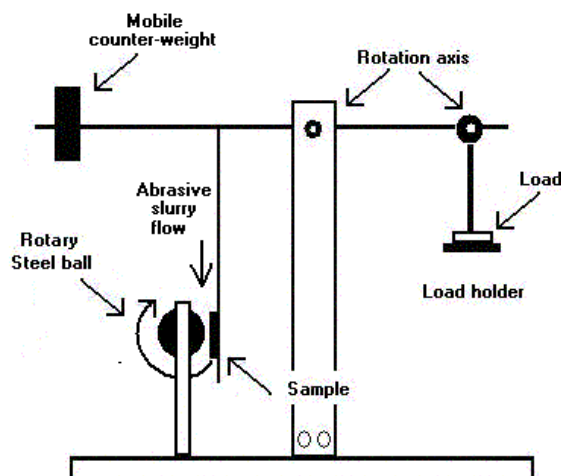 Mobile
counter-weight
Rotation axis
Abrasive
slurry
flow
Load
Rotary
Steel ball
Load holder
Sample